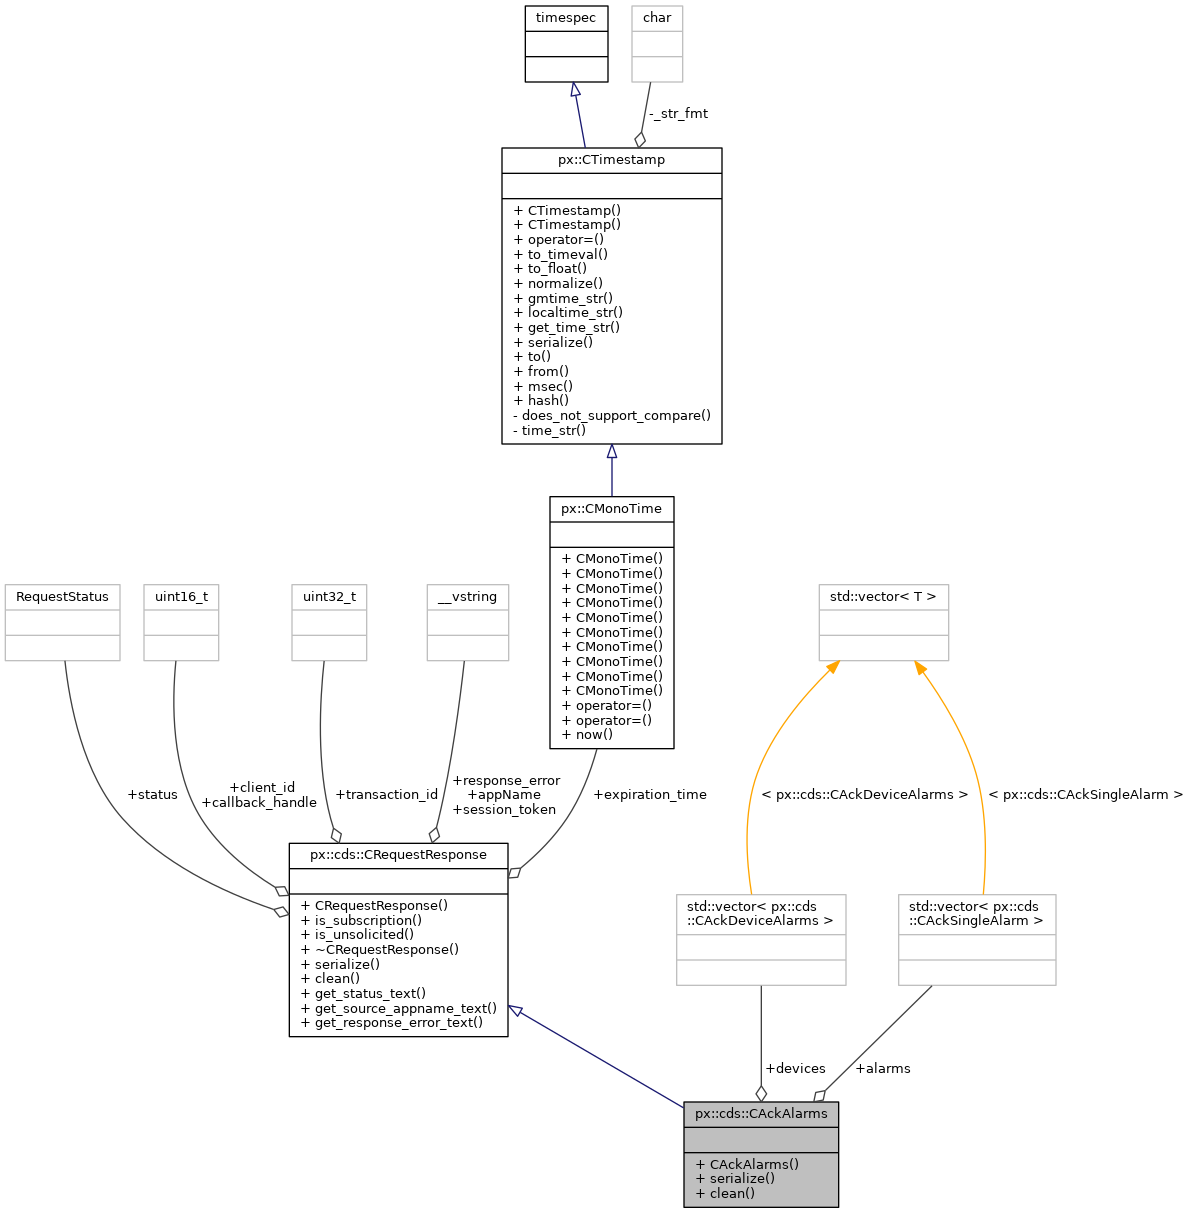 timespec
char
-_str_fmt
px::CTimestamp
+ CTimestamp()
+ CTimestamp()
+ operator=()
+ to_timeval()
+ to_float()
+ normalize()
+ gmtime_str()
+ localtime_str()
+ get_time_str()
+ serialize()
+ to()
+ from()
+ msec()
+ hash()
- does_not_support_compare()
- time_str()
px::CMonoTime
+ CMonoTime()
+ CMonoTime()
+ CMonoTime()
+ CMonoTime()
+ CMonoTime()
+ CMonoTime()
+ CMonoTime()
+ CMonoTime()
+ CMonoTime()
+ CMonoTime()
+ operator=()
+ operator=()
+ now()
RequestStatus
uint16_t
uint32_t
__vstring
std::vector< T >
+status
+client_id
+callback_handle
+transaction_id
+response_error
+appName
+session_token
+expiration_time
< px::cds::CAckDeviceAlarms >
< px::cds::CAckSingleAlarm >
px::cds::CRequestResponse
+ CRequestResponse()
+ is_subscription()
+ is_unsolicited()
+ ~CRequestResponse()
+ serialize()
+ clean()
+ get_status_text()
+ get_source_appname_text()
+ get_response_error_text()
std::vector< px::cds
::CAckDeviceAlarms >
std::vector< px::cds
::CAckSingleAlarm >
+devices
+alarms
px::cds::CAckAlarms
+ CAckAlarms()
+ serialize()
+ clean()